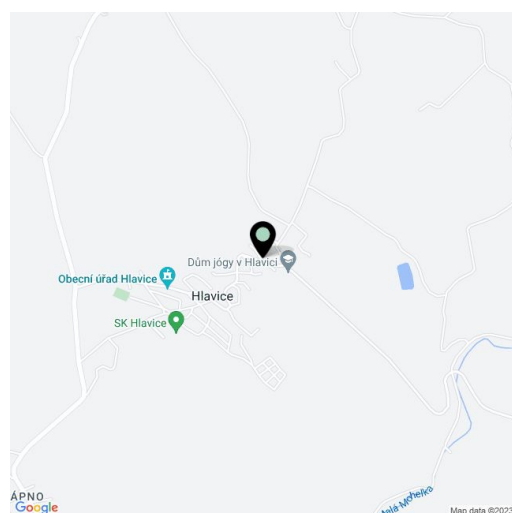 Dům jógy v Hlavici
Obecní úřad Hlavice
Hlavice
SK Hlavice
ÁPNO
Malá Mohelka
Google
Map data ©2023